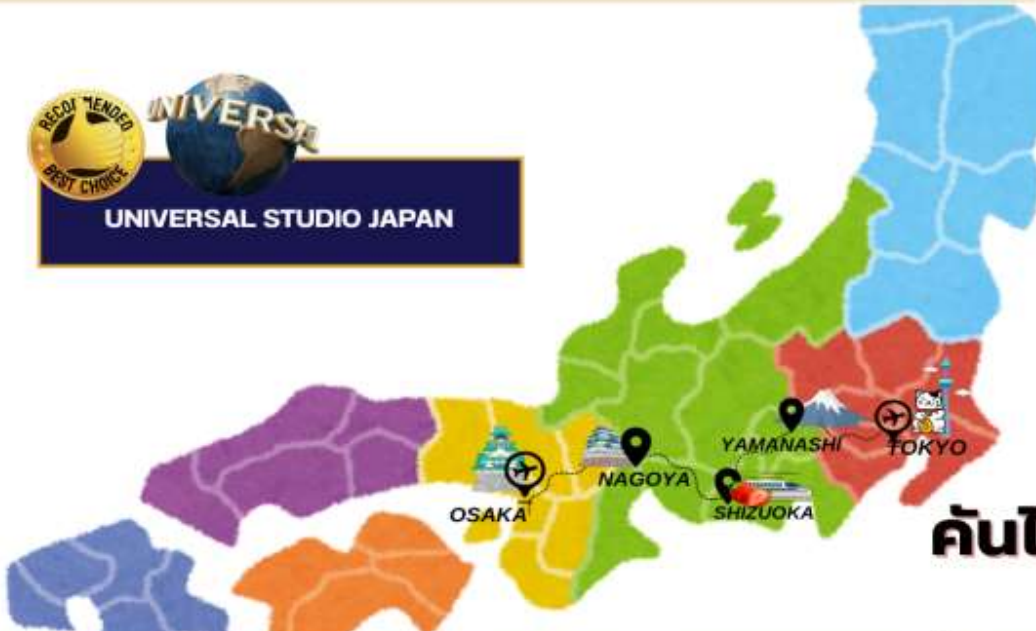 RECOMMENDED
BEST CHOICE
UNIVERSAL
UNIVERSAL STUDIO JAPAN
YAMANASHI
TOKYO
NAGOYA
OSAKA
SHIZUOKA